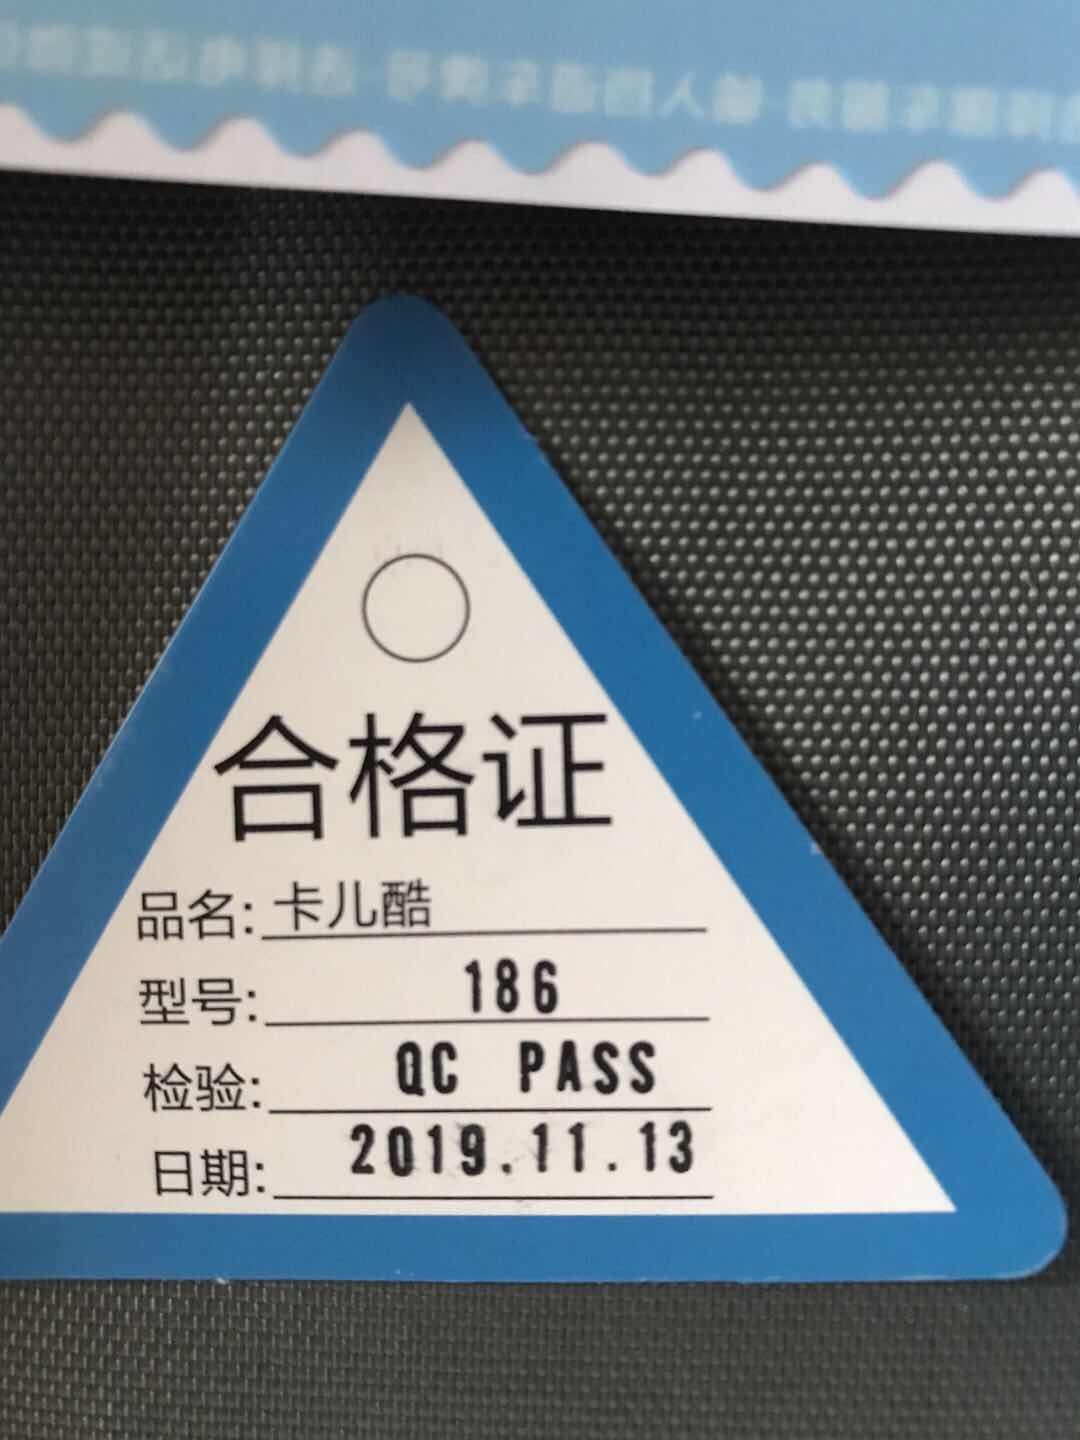 合格证
品名: 卡儿酷
型号: 186
检验: QC PASS
日期: 2019.11.13